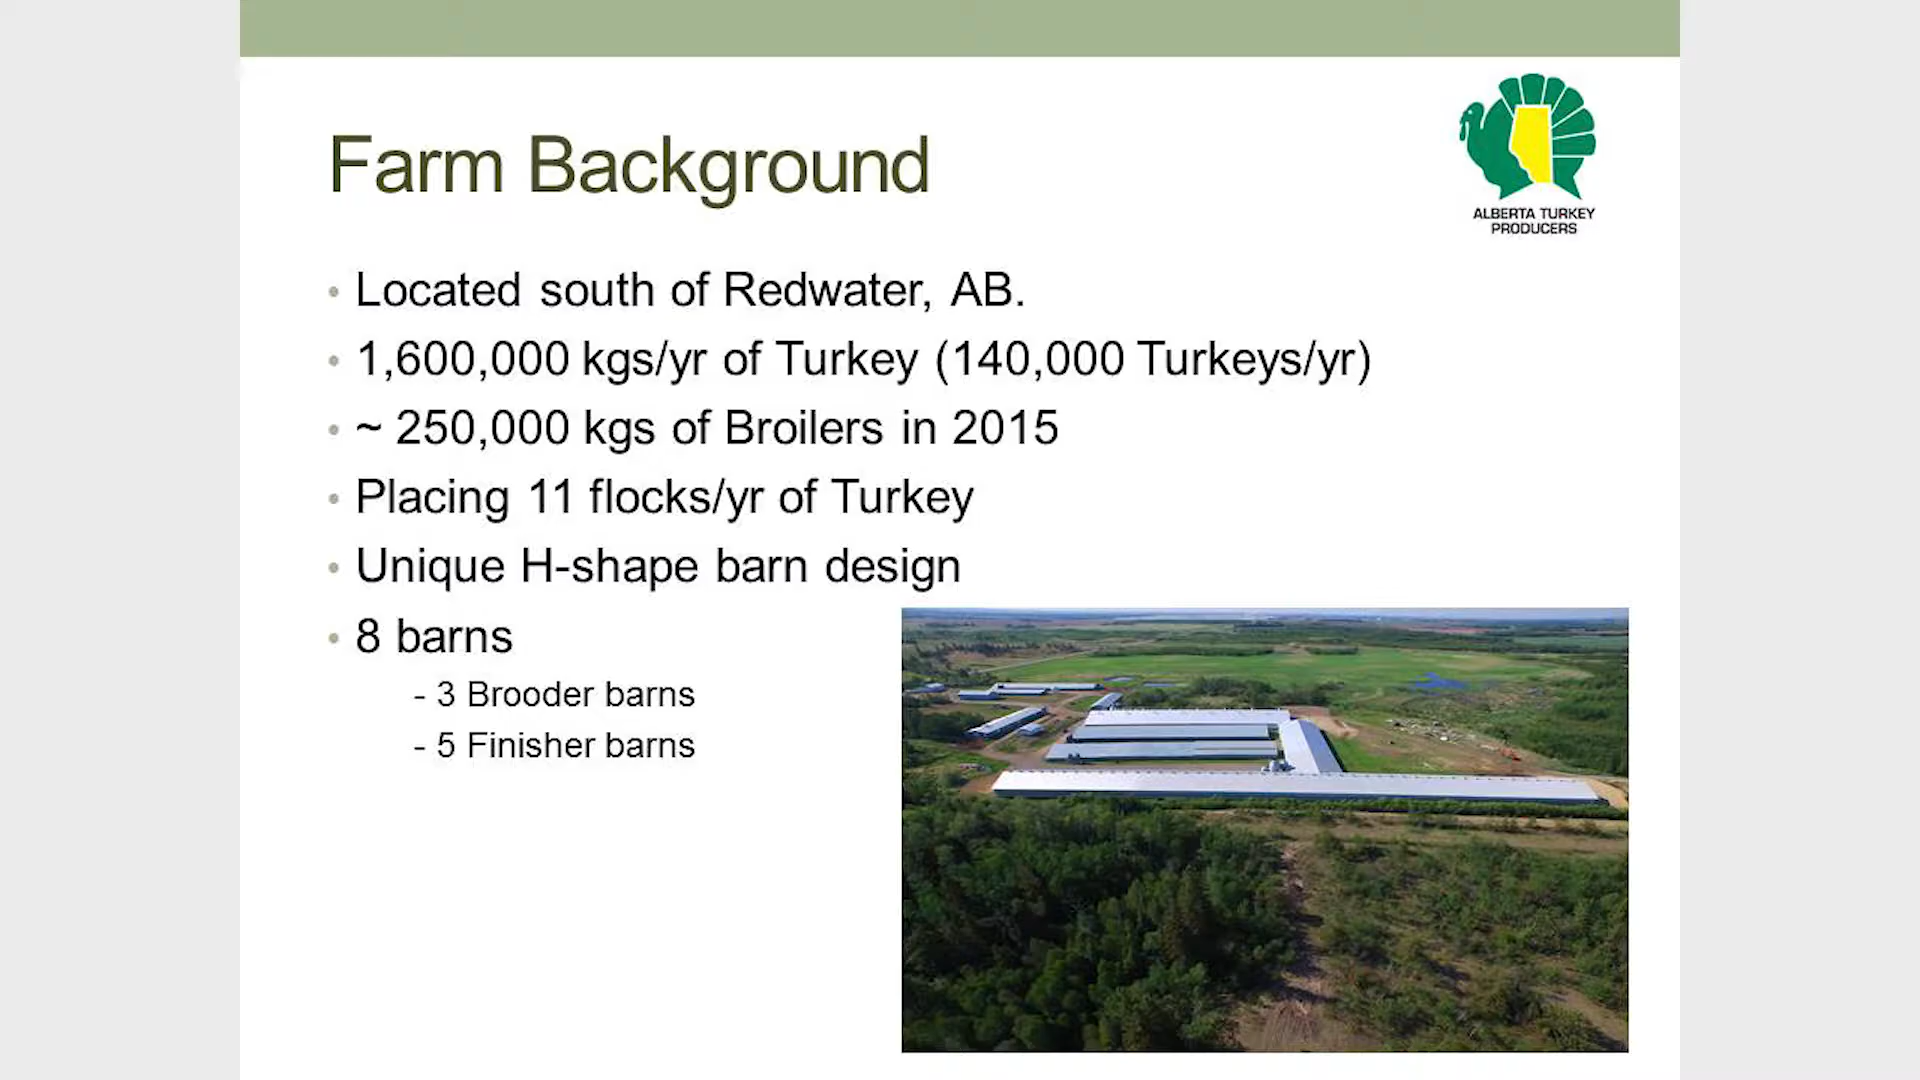 Farm Background
ALBERTA TURKEY
PRODUCERS
• Located south of Redwater, AB.
• 1,600,000 kgs/yr of Turkey (140,000 Turkeys/yr)
• ~ 250,000 kgs of Broilers in 2015
• Placing 11 flocks/yr of Turkey
• Unique H-shape barn design
• 8 barns
- 3 Brooder barns
- 5 Finisher barns